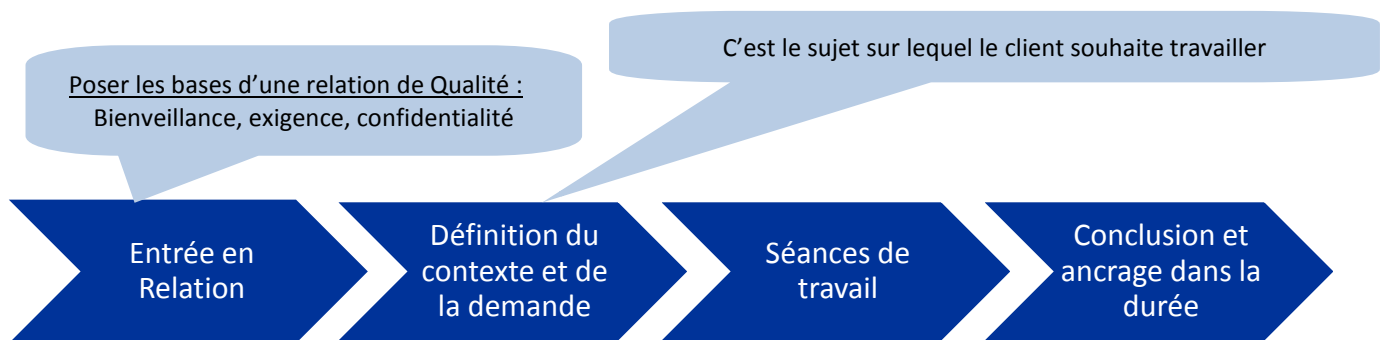 C’est le sujet sur lequel le client souhaite travailler
Poser les bases d’une relation de Qualité :
Bienveillance, exigence, confidentialité
Entrée en
Relation
Définition du
contexte et de
la demande
Séances de
travail
Conclusion et
ancrage dans la
durée